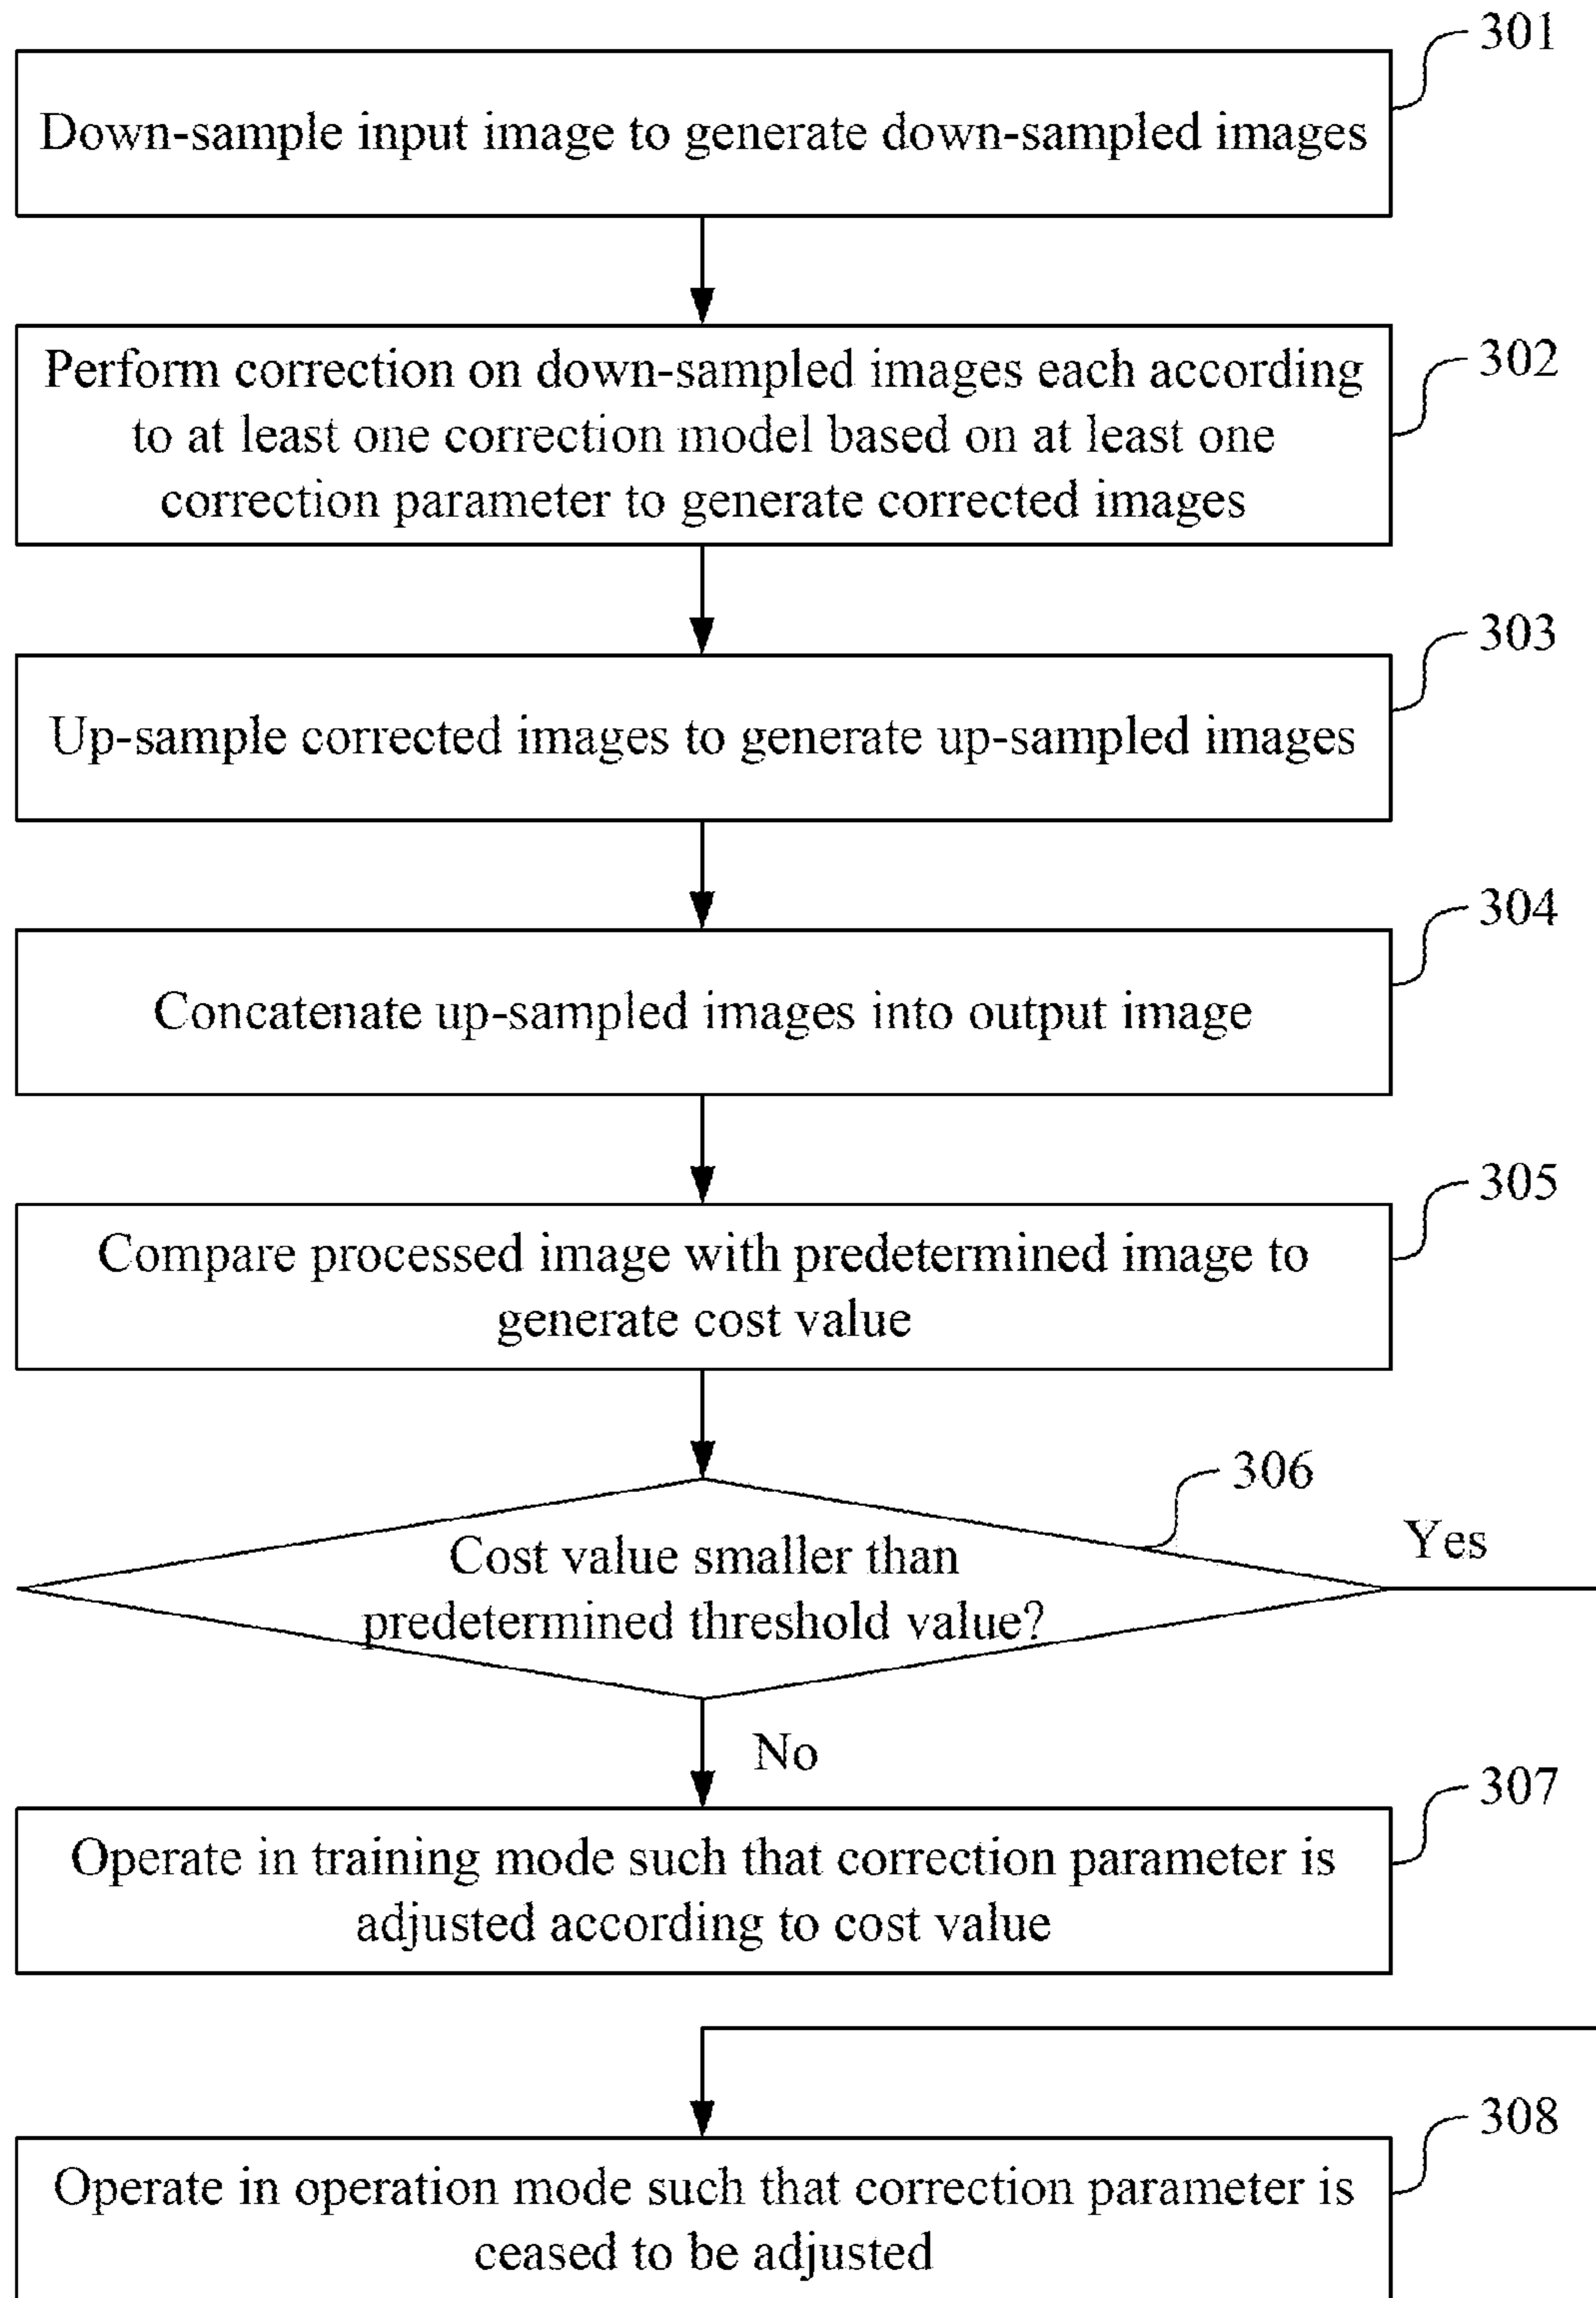 301
Down-sample input image to generate down-sampled images
302
Perform correction on down-sampled images each according
to at least one correction model based on at least one
correction parameter to generate corrected images
303
Up-sample corrected images to generate up-sampled images
304
Concatenate up-sampled images into output image
305
Compare processed image with predetermined image to
generate cost value
306
Yes
Cost value smaller than
predetermined threshold value?
No
307
Operate in training mode such that correction parameter is
adjusted according to cost value
308
Operate in operation mode such that correction parameter is
ceased to be adjusted